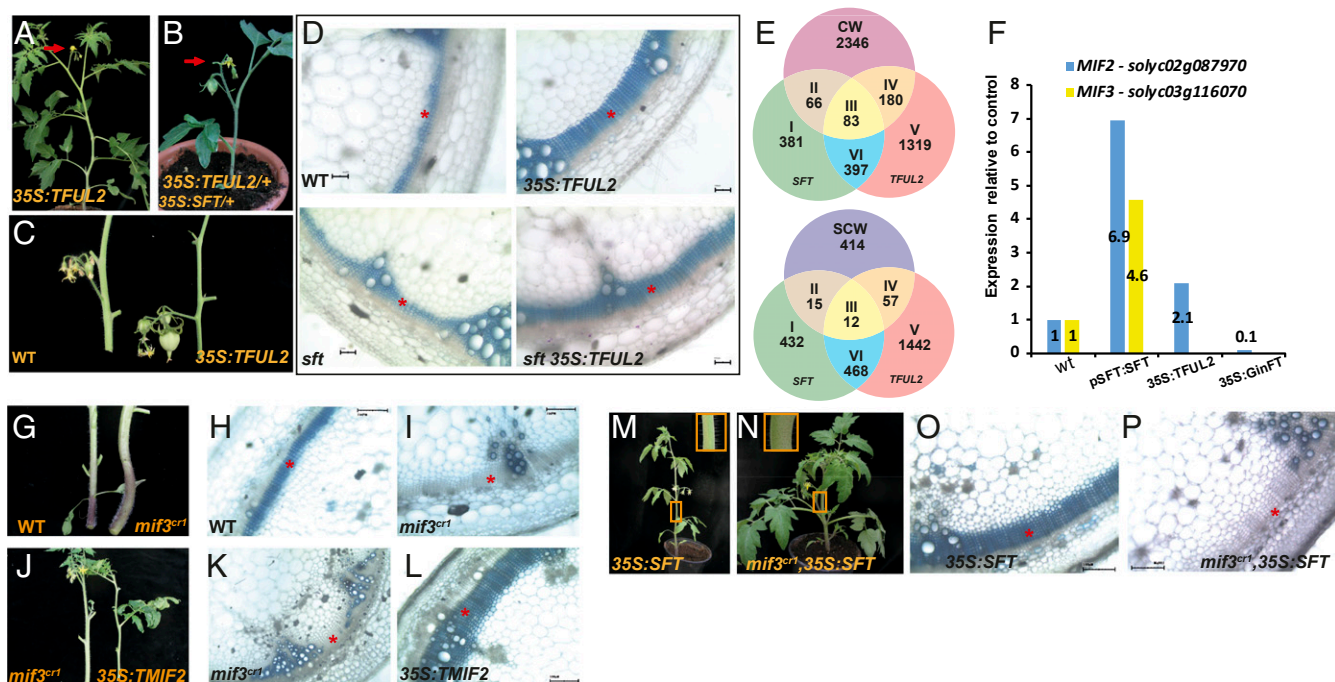 A
35S:TFUL2
B
35S:TFUL2/+
35S:SFT/+
C
WT
35S:TFUL2
D
WT
35S:TFUL2
sft
sft 35S:TFUL2
E
CW
2346
II
66
IV
180
III
83
I
381
V
1319
VI
397
SFT
TFUL2
SCW
414
II
15
IV
57
III
12
I
432
V
1442
VI
468
SFT
TFUL2
F
MIF2 - solyc02g087970
MIF3 - solyc03g116070
Expression relative to control
8
7
6
5
4
3
2
1
0
1
1
6.9
4.6
2.1
0.1
Wt
pSFT:SFT
35S:TFUL2
35S:GinFT
G
WT
mif3cr1
H
WT
I
mif3cr1
J
mif3cr1
35S:TMIF2
K
mif3cr1
L
35S:TMIF2
M
35S:SFT
N
mif3cr1,35S:SFT
O
35S:SFT
P
mif3cr1,35S:SFT